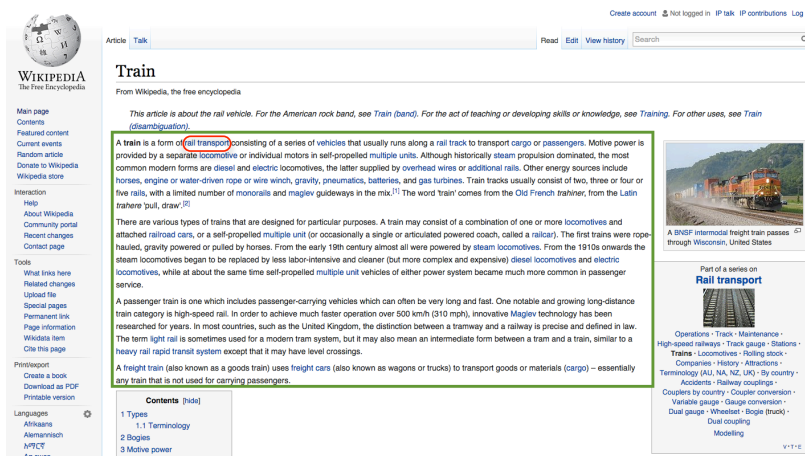 Create account Not logged in IP talk IP contributions Log
Article Talk
Read Edit View history Search
WIKIPEDIA
The Free Encyclopedia
Main page
Contents
Featured content
Current events
Random article
Donate to Wikipedia
Wikipedia store
Interaction
Help
About Wikipedia
Community portal
Recent changes
Contact page
Tools
What links here
Related changes
Upload file
Special pages
Permanent link
Page information
Wikidata item
Cite this page
Print/export
Create a book
Download as PDF
Printable version
Languages
Afrikaans
Alemannisch
አማርኛ
Train
From Wikipedia, the free encyclopedia
This article is about the rail vehicle. For the American rock band, see Train (band). For the act of teaching or developing skills or knowledge, see Training. For other uses, see Train
(disambiguation).
A train is a form of rail transport consisting of a series of vehicles that usually runs along a rail track to transport cargo or passengers. Motive power is
provided by a separate locomotive or individual motors in self-propelled multiple units. Although historically steam propulsion dominated, the most
common modern forms are diesel and electric locomotives, the latter supplied by overhead wires or additional rails. Other energy sources include
horses, engine or water-driven rope or wire winch, gravity, pneumatics, batteries, and gas turbines. Train tracks usually consist of two, three or four or
five rails, with a limited number of monorails and maglev guideways in the mix.[1] The word 'train' comes from the Old French trahiner, from the Latin
trahere 'pull, draw'.[2]
There are various types of trains that are designed for particular purposes. A train may consist of a combination of one or more locomotives and
attached railroad cars, or a self-propelled multiple unit (or occasionally a single or articulated powered coach, called a railcar). The first trains were rope-
hauled, gravity powered or pulled by horses. From the early 19th century almost all were powered by steam locomotives. From the 1910s onwards the
steam locomotives began to be replaced by less labor-intensive and cleaner (but more complex and expensive) diesel locomotives and electric
locomotives, while at about the same time self-propelled multiple unit vehicles of either power system became much more common in passenger
service.
A passenger train is one which includes passenger-carrying vehicles which can often be very long and fast. One notable and growing long-distance
train category is high-speed rail. In order to achieve much faster operation over 500 km/h (310 mph), innovative Maglev technology has been
researched for years. In most countries, such as the United Kingdom, the distinction between a tramway and a railway is precise and defined in law.
The term light rail is sometimes used for a modern tram system, but it may also mean an intermediate form between a tram and a train, similar to a
heavy rail rapid transit system except that it may have level crossings.
A freight train (also known as a goods train) uses freight cars (also known as wagons or trucks) to transport goods or materials (cargo) – essentially
any train that is not used for carrying passengers.
Contents [hide]
1 Types
1.1 Terminology
2 Bogies
3 Motive power
A BNSF intermodal freight train passes
through Wisconsin, United States
Part of a series on
Rail transport
Operations · Track · Maintenance ·
High-speed railways · Track gauge · Stations ·
Trains · Locomotives · Rolling stock ·
Companies · History · Attractions ·
Terminology (AU, NA, NZ, UK) · By country ·
Accidents · Railway couplings ·
Couplers by country · Coupler conversion ·
Variable gauge · Gauge conversion ·
Dual gauge · Wheelset · Bogie (truck) ·
Dual coupling
Modelling
V · T · E